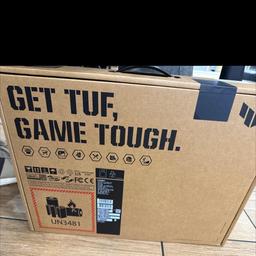 GET TUF,
GAME TOUGH.
UN3481